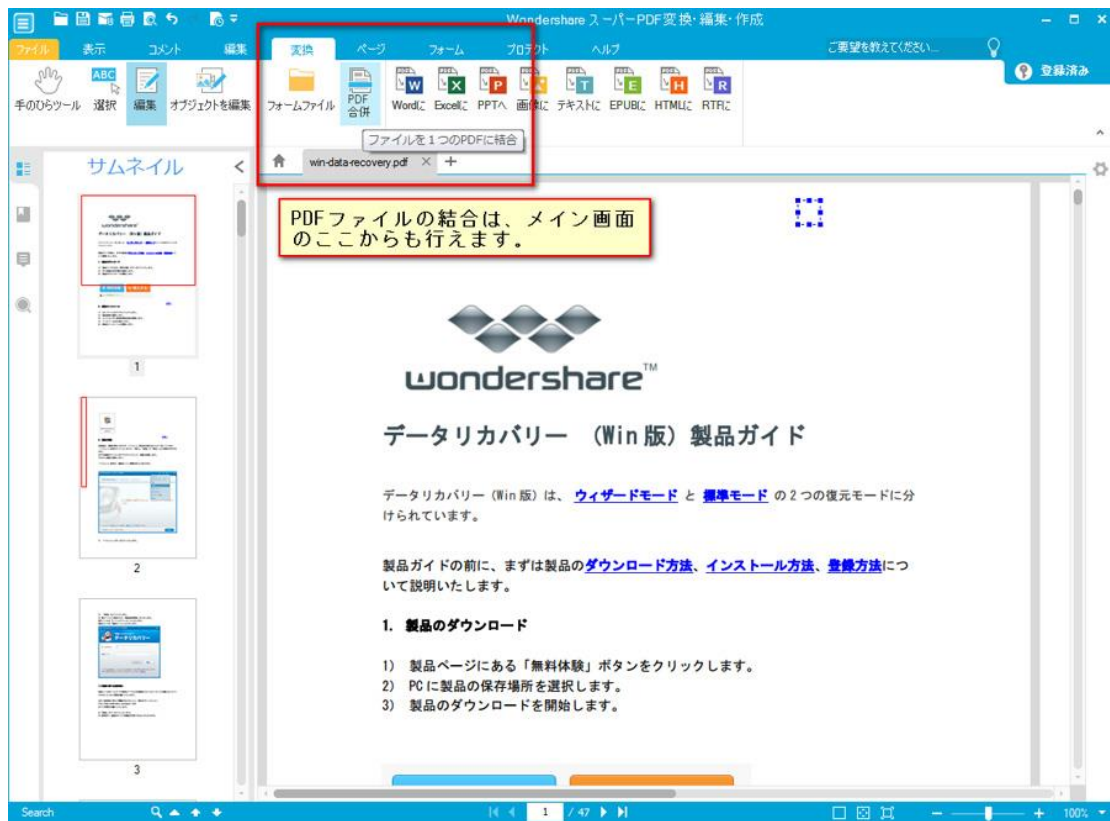 Wondershare スーパーPDF変換・編集・作成
ファイル 表示 コメント 編集 変換 ページ フォーム プロテクト ヘルプ ご要望を教えてください...
登録済み
手のひらツール 選択 編集 オブジェクトを編集 フォームファイル PDF合併 Wordに Excelに PPTへ 画像に テキストに EPUBに HTMLに RTFに
ファイルを1つのPDFに結合
サムネイル
win-data-recovery.pdf
PDFファイルの結合は、メイン画面
のここからも行えます。
wondershare™
データリカバリー (Win版) 製品ガイド
データリカバリー (Win版) は、 ウィザードモード と 標準モード の2つの復元モードに分
けられています。
製品ガイドの前に、まずは製品のダウンロード方法、インストール方法、登録方法につ
いて説明いたします。
1. 製品のダウンロード
1) 製品ページにある「無料体験」ボタンをクリックします。
2) PCに製品の保存場所を選択します。
3) 製品のダウンロードを開始します。
1
2
3
Search 1 / 47 100%